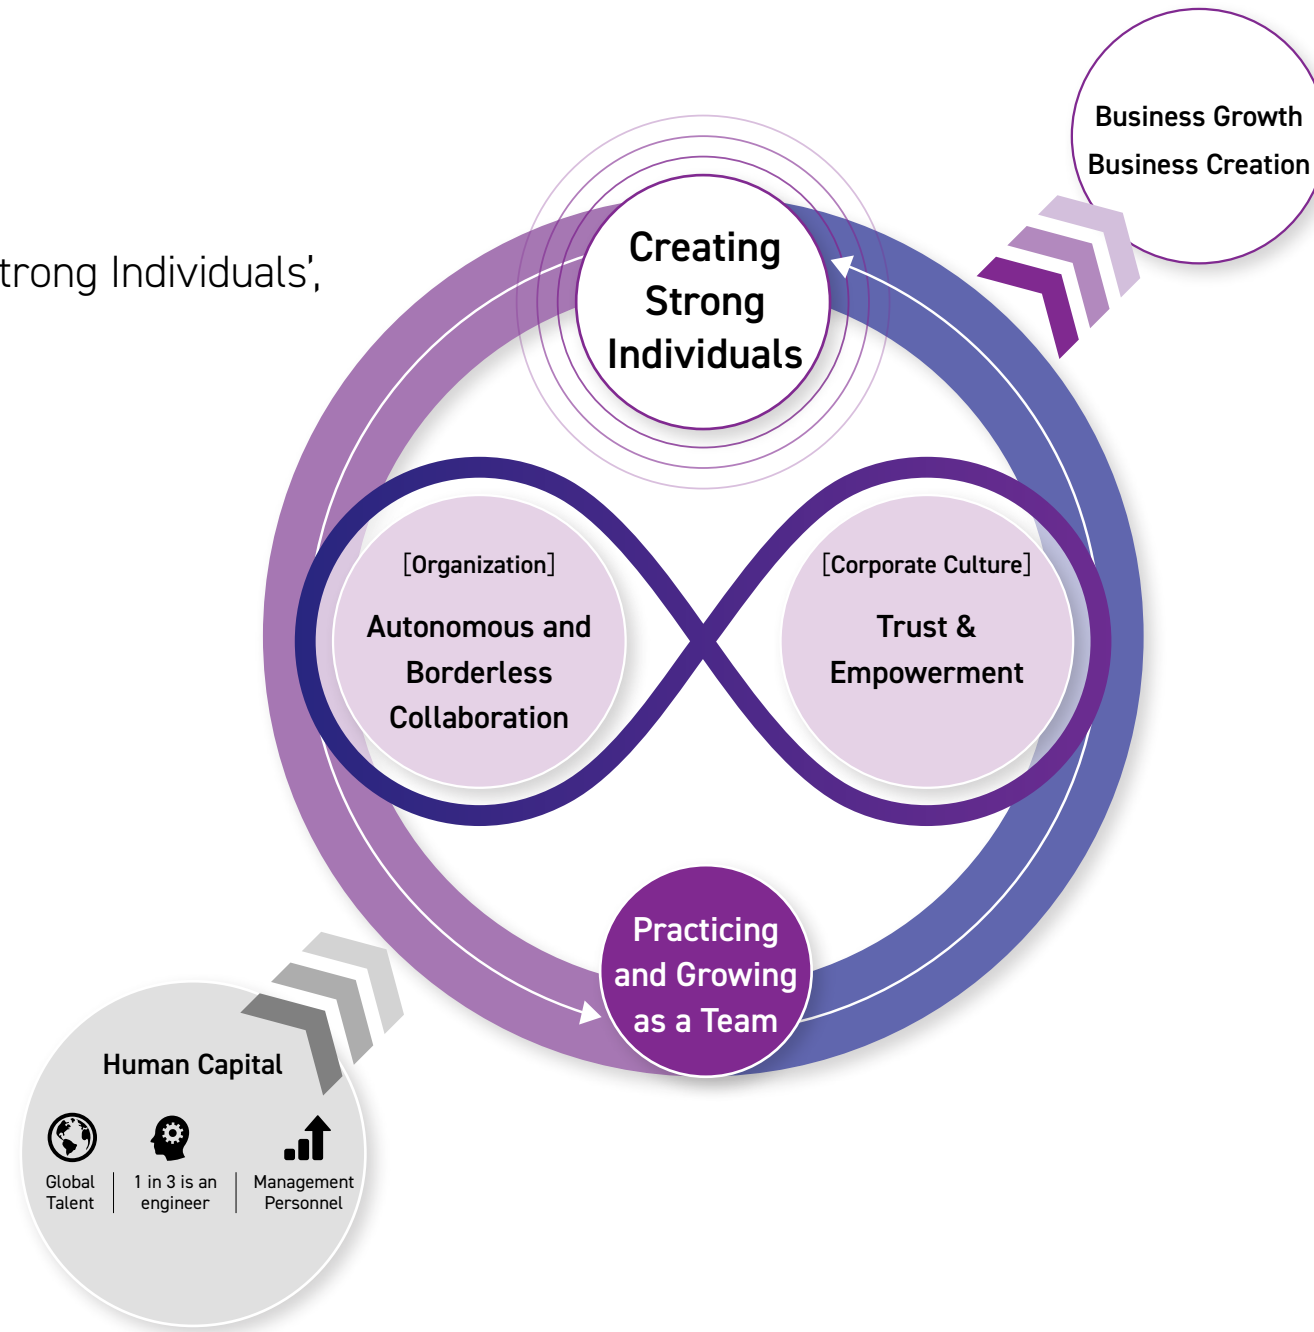 Business Growth
Business Creation
trong Individuals’,
Creating
Strong
Individuals
[Organization]
Autonomous and
Borderless
Collaboration
[Corporate Culture]
Trust &
Empowerment
Practicing
and Growing
as a Team
Human Capital
Global
Talent
1 in 3 is an
engineer
Management
Personnel